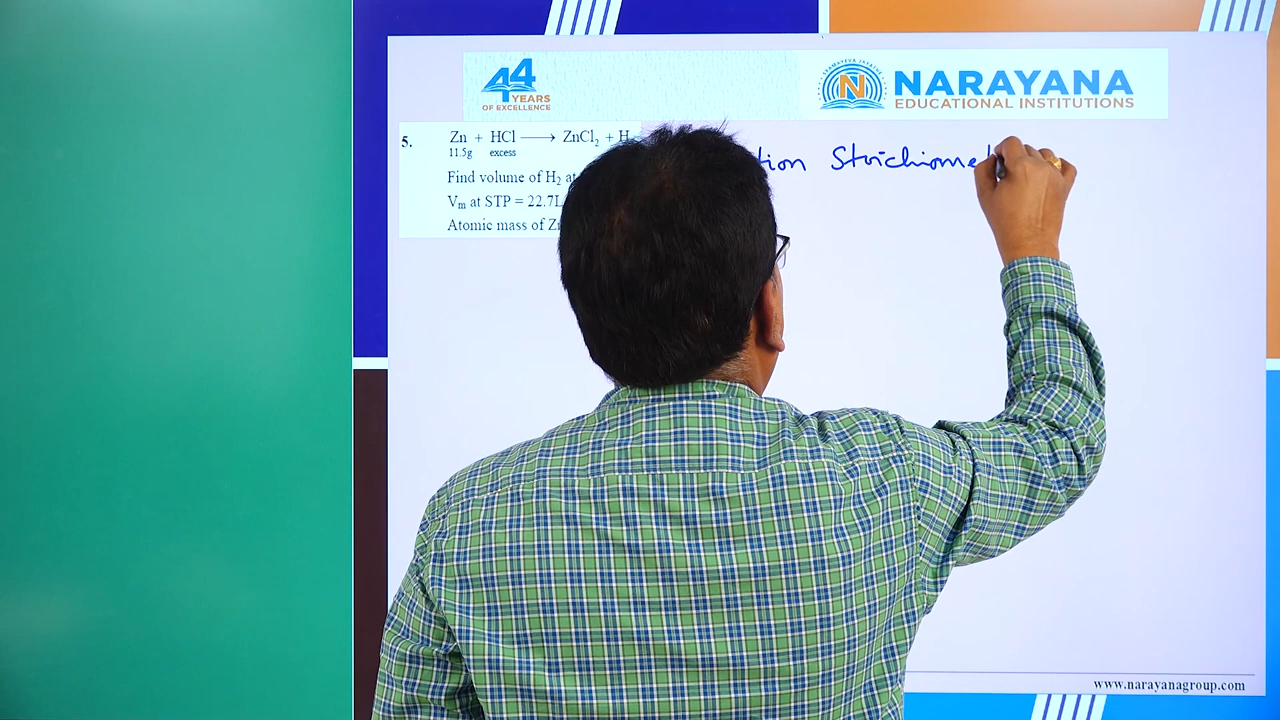 44
YEARS
OF EXCELLENCE
N
NARAYANA
EDUCATIONAL INSTITUTIONS
5. Zn + HCl ⟶ ZnCl₂ + H
11.5g excess
Find volume of H₂ at
Vₘ at STP = 22.7L
Atomic mass of
tion Stoichiomet
www.narayanagroup.com